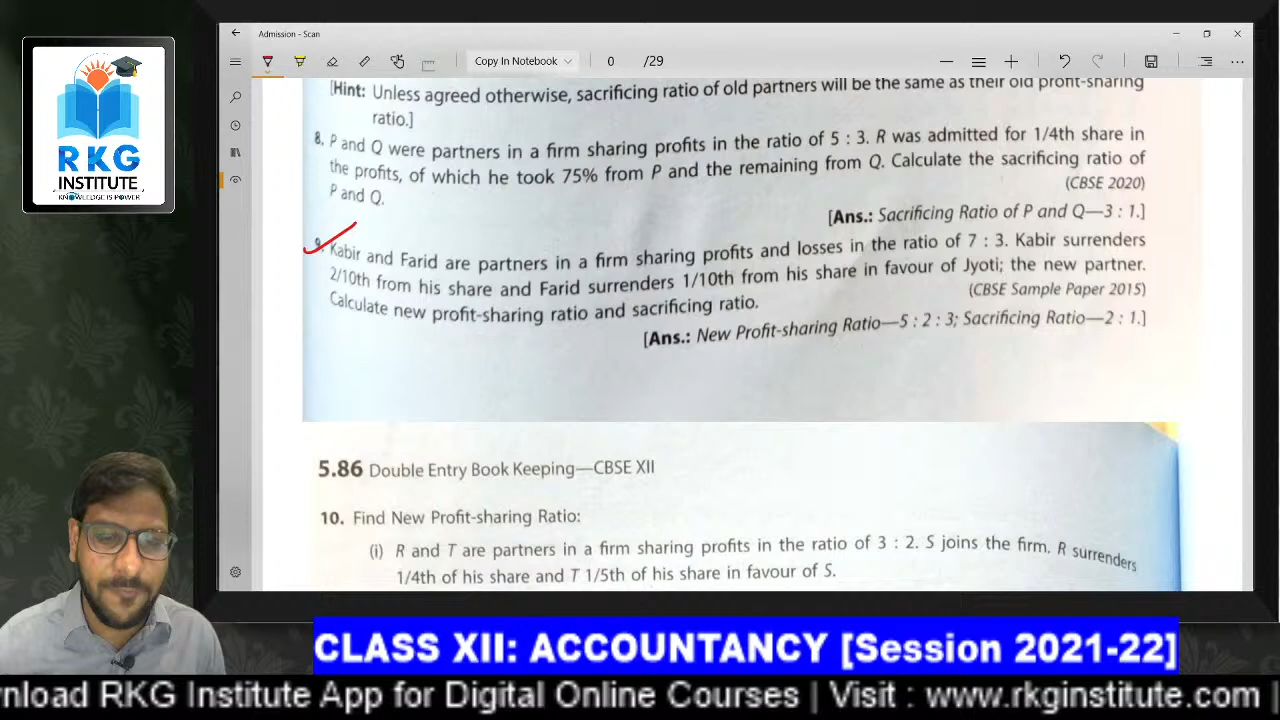 Admission - Scan
Copy In Notebook
0 /29
RKG
INSTITUTE
KNOWLEDGE IS POWER
[Hint: Unless agreed otherwise, sacrificing ratio of old partners will be the same as their old profit-sharing
ratio.]
8. P and Q were partners in a firm sharing profits in the ratio of 5 : 3. R was admitted for 1/4th share in
the profits, of which he took 75% from P and the remaining from Q. Calculate the sacrificing ratio of
P and Q.
(CBSE 2020)
[Ans.: Sacrificing Ratio of P and Q—3 : 1.]
9. Kabir and Farid are partners in a firm sharing profits and losses in the ratio of 7 : 3. Kabir surrenders
2/10th from his share and Farid surrenders 1/10th from his share in favour of Jyoti; the new partner.
Calculate new profit-sharing ratio and sacrificing ratio.
(CBSE Sample Paper 2015)
[Ans.: New Profit-sharing Ratio—5 : 2 : 3; Sacrificing Ratio—2 : 1.]
5.86 Double Entry Book Keeping—CBSE XII
10. Find New Profit-sharing Ratio:
(i) R and T are partners in a firm sharing profits in the ratio of 3 : 2. S joins the firm. R surrenders
1/4th of his share and T 1/5th of his share in favour of S.
CLASS XII: ACCOUNTANCY [Session 2021-22]
wnload RKG Institute App for Digital Online Courses | Visit : www.rkginstitute.com |